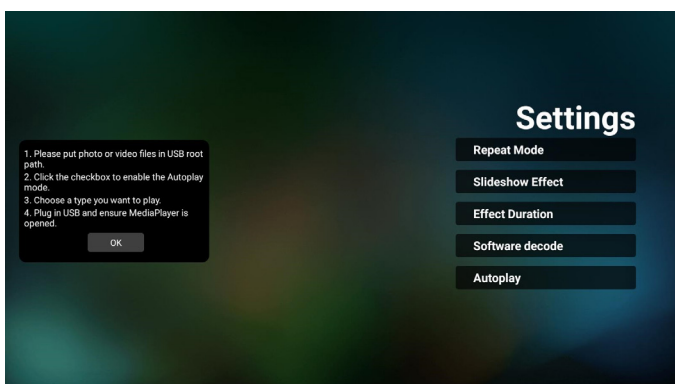 1. Please put photo or video files in USB root
path.
2. Click the checkbox to enable the Autoplay
mode.
3. Choose a type you want to play.
4. Plug in USB and ensure MediaPlayer is
opened.
OK
Settings
Repeat Mode
Slideshow Effect
Effect Duration
Software decode
Autoplay